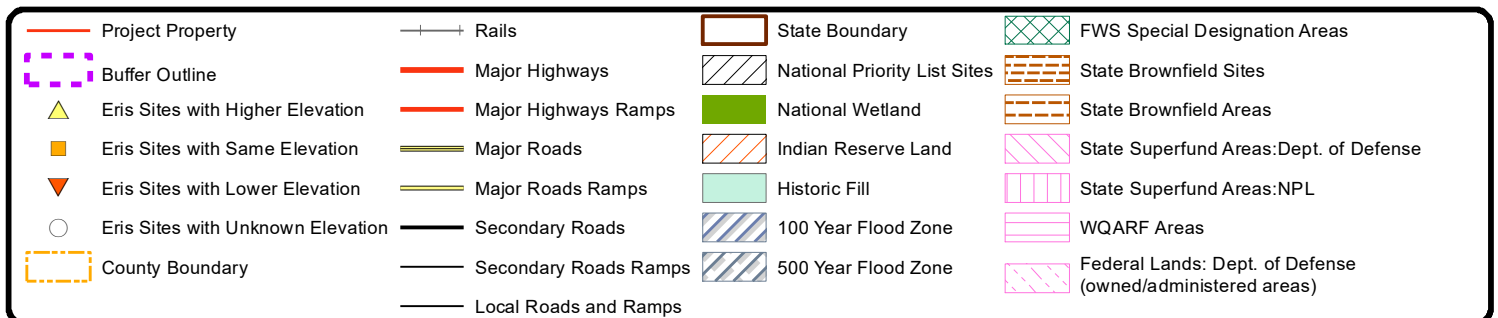 Project Property
Buffer Outline
Eris Sites with Higher Elevation
Eris Sites with Same Elevation
Eris Sites with Lower Elevation
Eris Sites with Unknown Elevation
County Boundary
Rails
Major Highways
Major Highways Ramps
Major Roads
Major Roads Ramps
Secondary Roads
Secondary Roads Ramps
Local Roads and Ramps
State Boundary
National Priority List Sites
National Wetland
Indian Reserve Land
Historic Fill
100 Year Flood Zone
500 Year Flood Zone
FWS Special Designation Areas
State Brownfield Sites
State Brownfield Areas
State Superfund Areas:Dept. of Defense
State Superfund Areas:NPL
WQARF Areas
Federal Lands: Dept. of Defense
(owned/administered areas)